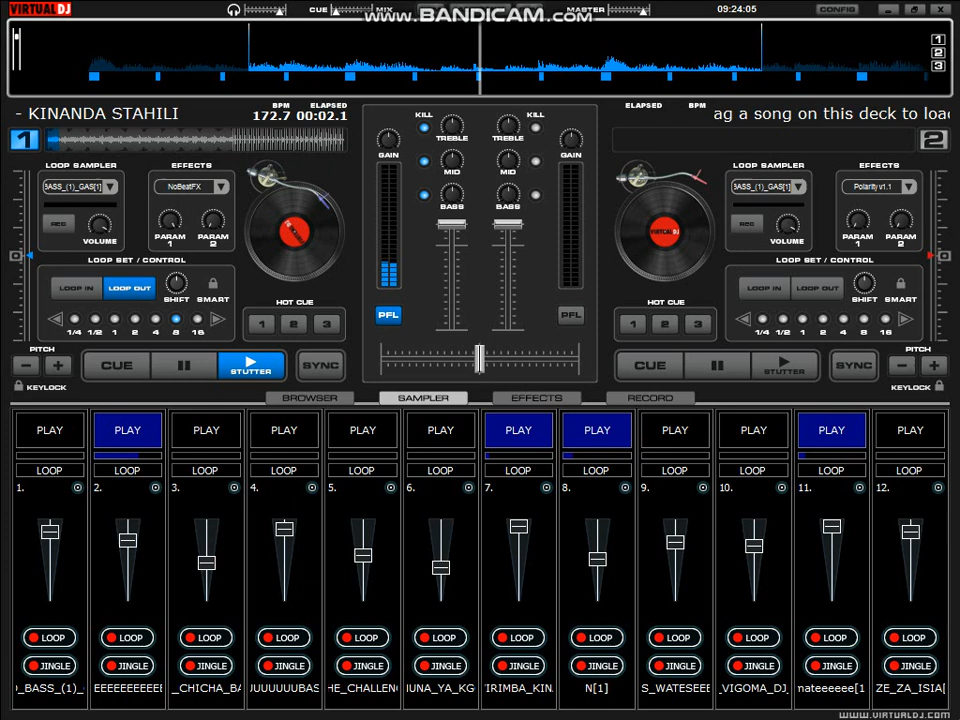 VIRTUAL DJ CUE MIX MASTER CONFIG 09:24:05
www.BANDICAM.com
1
2
3
- KINANDA STAHILI BPM ELAPSED KILL KILL ELAPSED BPM ag a song on this deck to load
172.7 00:02.1
1 GAIN TREBLE TREBLE GAIN 2
MID MID
BASS BASS
LOOP SAMPLER EFFECTS LOOP SAMPLER EFFECTS
BASS_(1)_GAS[1] NoBeatFX BASS_(1)_GAS[1] Polarity v1.1
REC VOLUME PARAM 1 PARAM 2 VIRTUAL DJ REC VOLUME PARAM 1 PARAM 2
LOOP SET / CONTROL LOOP SET / CONTROL
LOOP IN LOOP OUT SHIFT SMART LOOP IN LOOP OUT SHIFT SMART
HOT CUE HOT CUE
1/4 1/2 1 2 4 8 16 1 2 3 PFL PFL 1 2 3 1/4 1/2 1 2 4 8 16
PITCH PITCH
- + CUE STUTTER SYNC CUE STUTTER SYNC - +
KEYLOCK KEYLOCK
BROWSER SAMPLER EFFECTS RECORD
PLAY PLAY PLAY PLAY PLAY PLAY PLAY PLAY PLAY PLAY PLAY PLAY
LOOP LOOP LOOP LOOP LOOP LOOP LOOP LOOP LOOP LOOP LOOP LOOP
1. 2. 3. 4. 5. 6. 7. 8. 9. 10. 11. 12.
LOOP LOOP LOOP LOOP LOOP LOOP LOOP LOOP LOOP LOOP LOOP LOOP
JINGLE JINGLE JINGLE JINGLE JINGLE JINGLE JINGLE JINGLE JINGLE JINGLE JINGLE JINGLE
_BASS_(1)_ EEEEEEEEEEE _CHICHA_BA UUUUUUBAS HE_CHALLEN IUNA_YA_KG TIRIMBA_KIN N[1] S_WATESEEE _VIGOMA_DJ_ mateeeeee[1 ZE_ZA_ISIA[
www.VIRTUALDJ.com